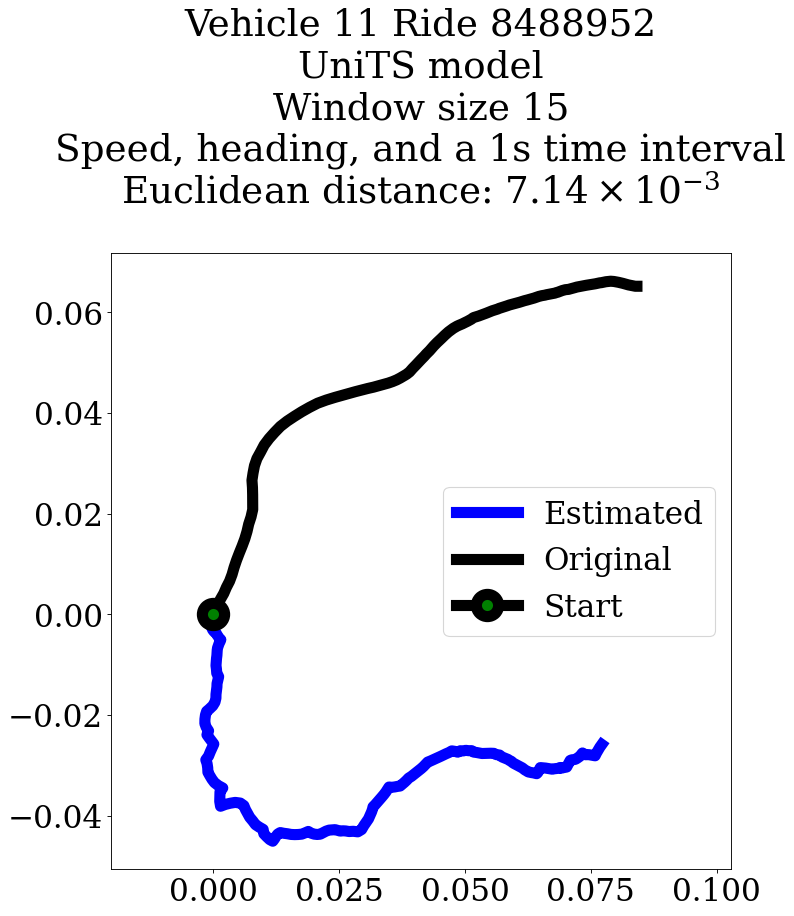 Vehicle 11 Ride 8488952
UniTS model
Window size 15
Speed, heading, and a 1s time interval
Euclidean distance: 7.14 × 10⁻³
0.06
0.04
0.02
0.00
−0.02
−0.04
Estimated
Original
Start
0.000 0.025 0.050 0.075 0.100